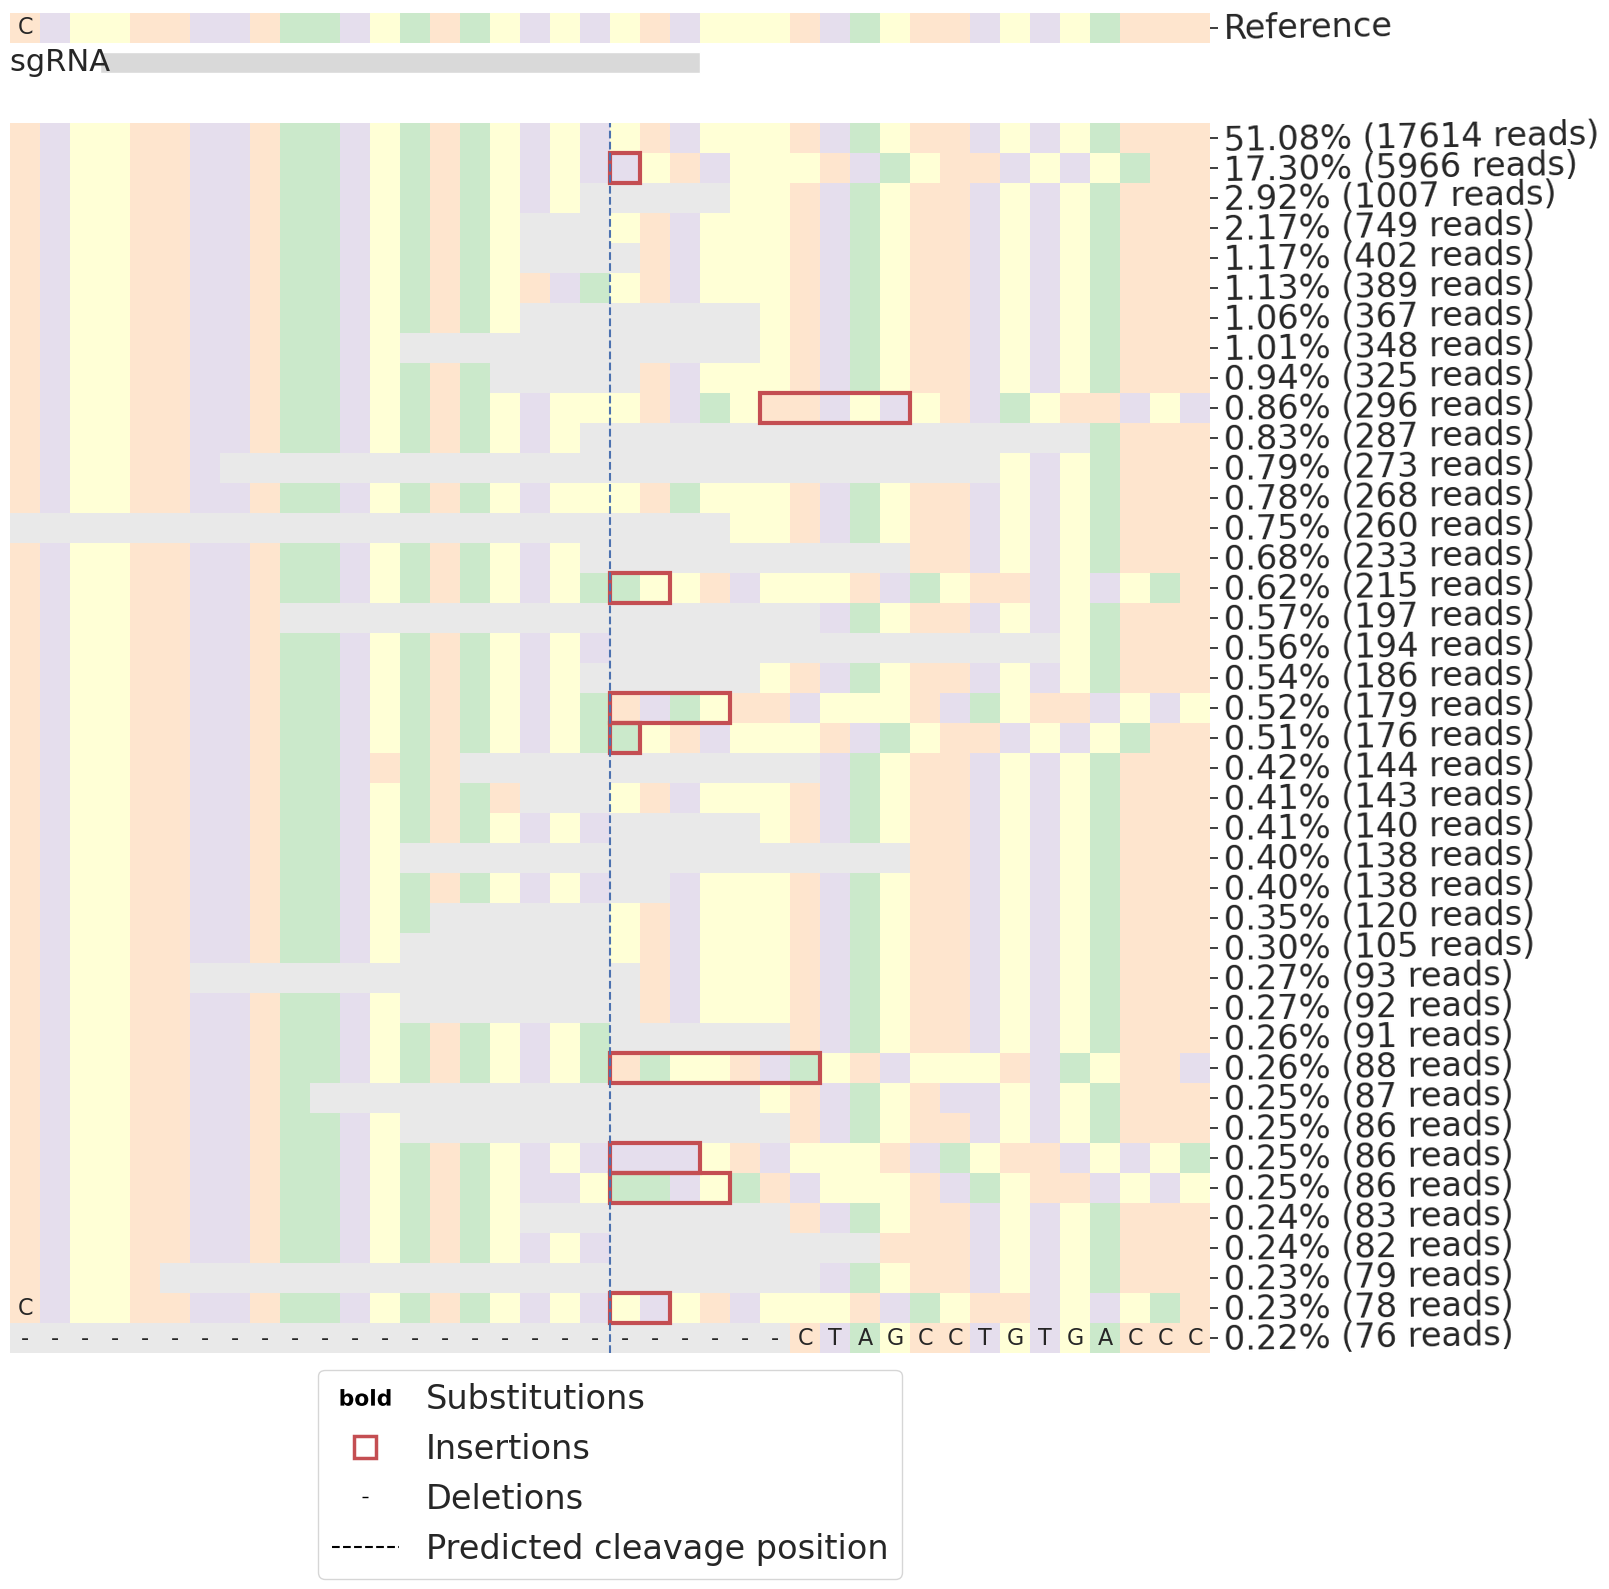 C Reference
sgRNA
51.08% (17614 reads)
17.30% (5966 reads)
2.92% (1007 reads)
2.17% (749 reads)
1.17% (402 reads)
1.13% (389 reads)
1.06% (367 reads)
1.01% (348 reads)
0.94% (325 reads)
0.86% (296 reads)
0.83% (287 reads)
0.79% (273 reads)
0.78% (268 reads)
0.75% (260 reads)
0.68% (233 reads)
0.62% (215 reads)
0.57% (197 reads)
0.56% (194 reads)
0.54% (186 reads)
0.52% (179 reads)
0.51% (176 reads)
0.42% (144 reads)
0.41% (143 reads)
0.41% (140 reads)
0.40% (138 reads)
0.40% (138 reads)
0.35% (120 reads)
0.30% (105 reads)
0.27% (93 reads)
0.27% (92 reads)
0.26% (91 reads)
0.26% (88 reads)
0.25% (87 reads)
0.25% (86 reads)
0.25% (86 reads)
0.25% (86 reads)
0.24% (83 reads)
0.24% (82 reads)
0.23% (79 reads)
C 0.23% (78 reads)
- - - - - - - - - - - - - - - - - - - - - - - - - - C T A G C C T G T G A C C C 0.22% (76 reads)
bold Substitutions
Insertions
- Deletions
Predicted cleavage position